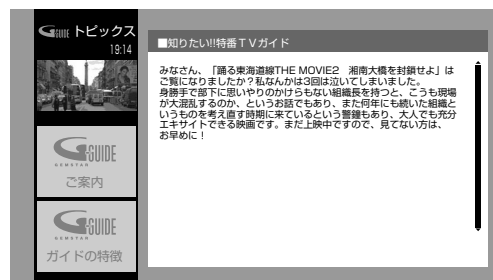 GGUIDE トピックス
19:14
■知りたい!!特番TVガイド
みなさん、「踊る東海道線THE MOVIE2　湘南大橋を封鎖せよ」は
ご覧になりましたか？私なんかは3回は泣いてしまいました。
身勝手で部下に思いやりのかけらもない組織長を持つと、こうも現場
が大混乱するのか、というお話でもあり、また何年にも続いた組織と
いうものを考え直す時期に来ているという警鐘もあり、大人でも充分
エキサイトできる映画です。まだ上映中ですので、見てない方は、
お早めに！
GGUIDE
GEMSTAR
ご案内
GGUIDE
GEMSTAR
ガイドの特徴